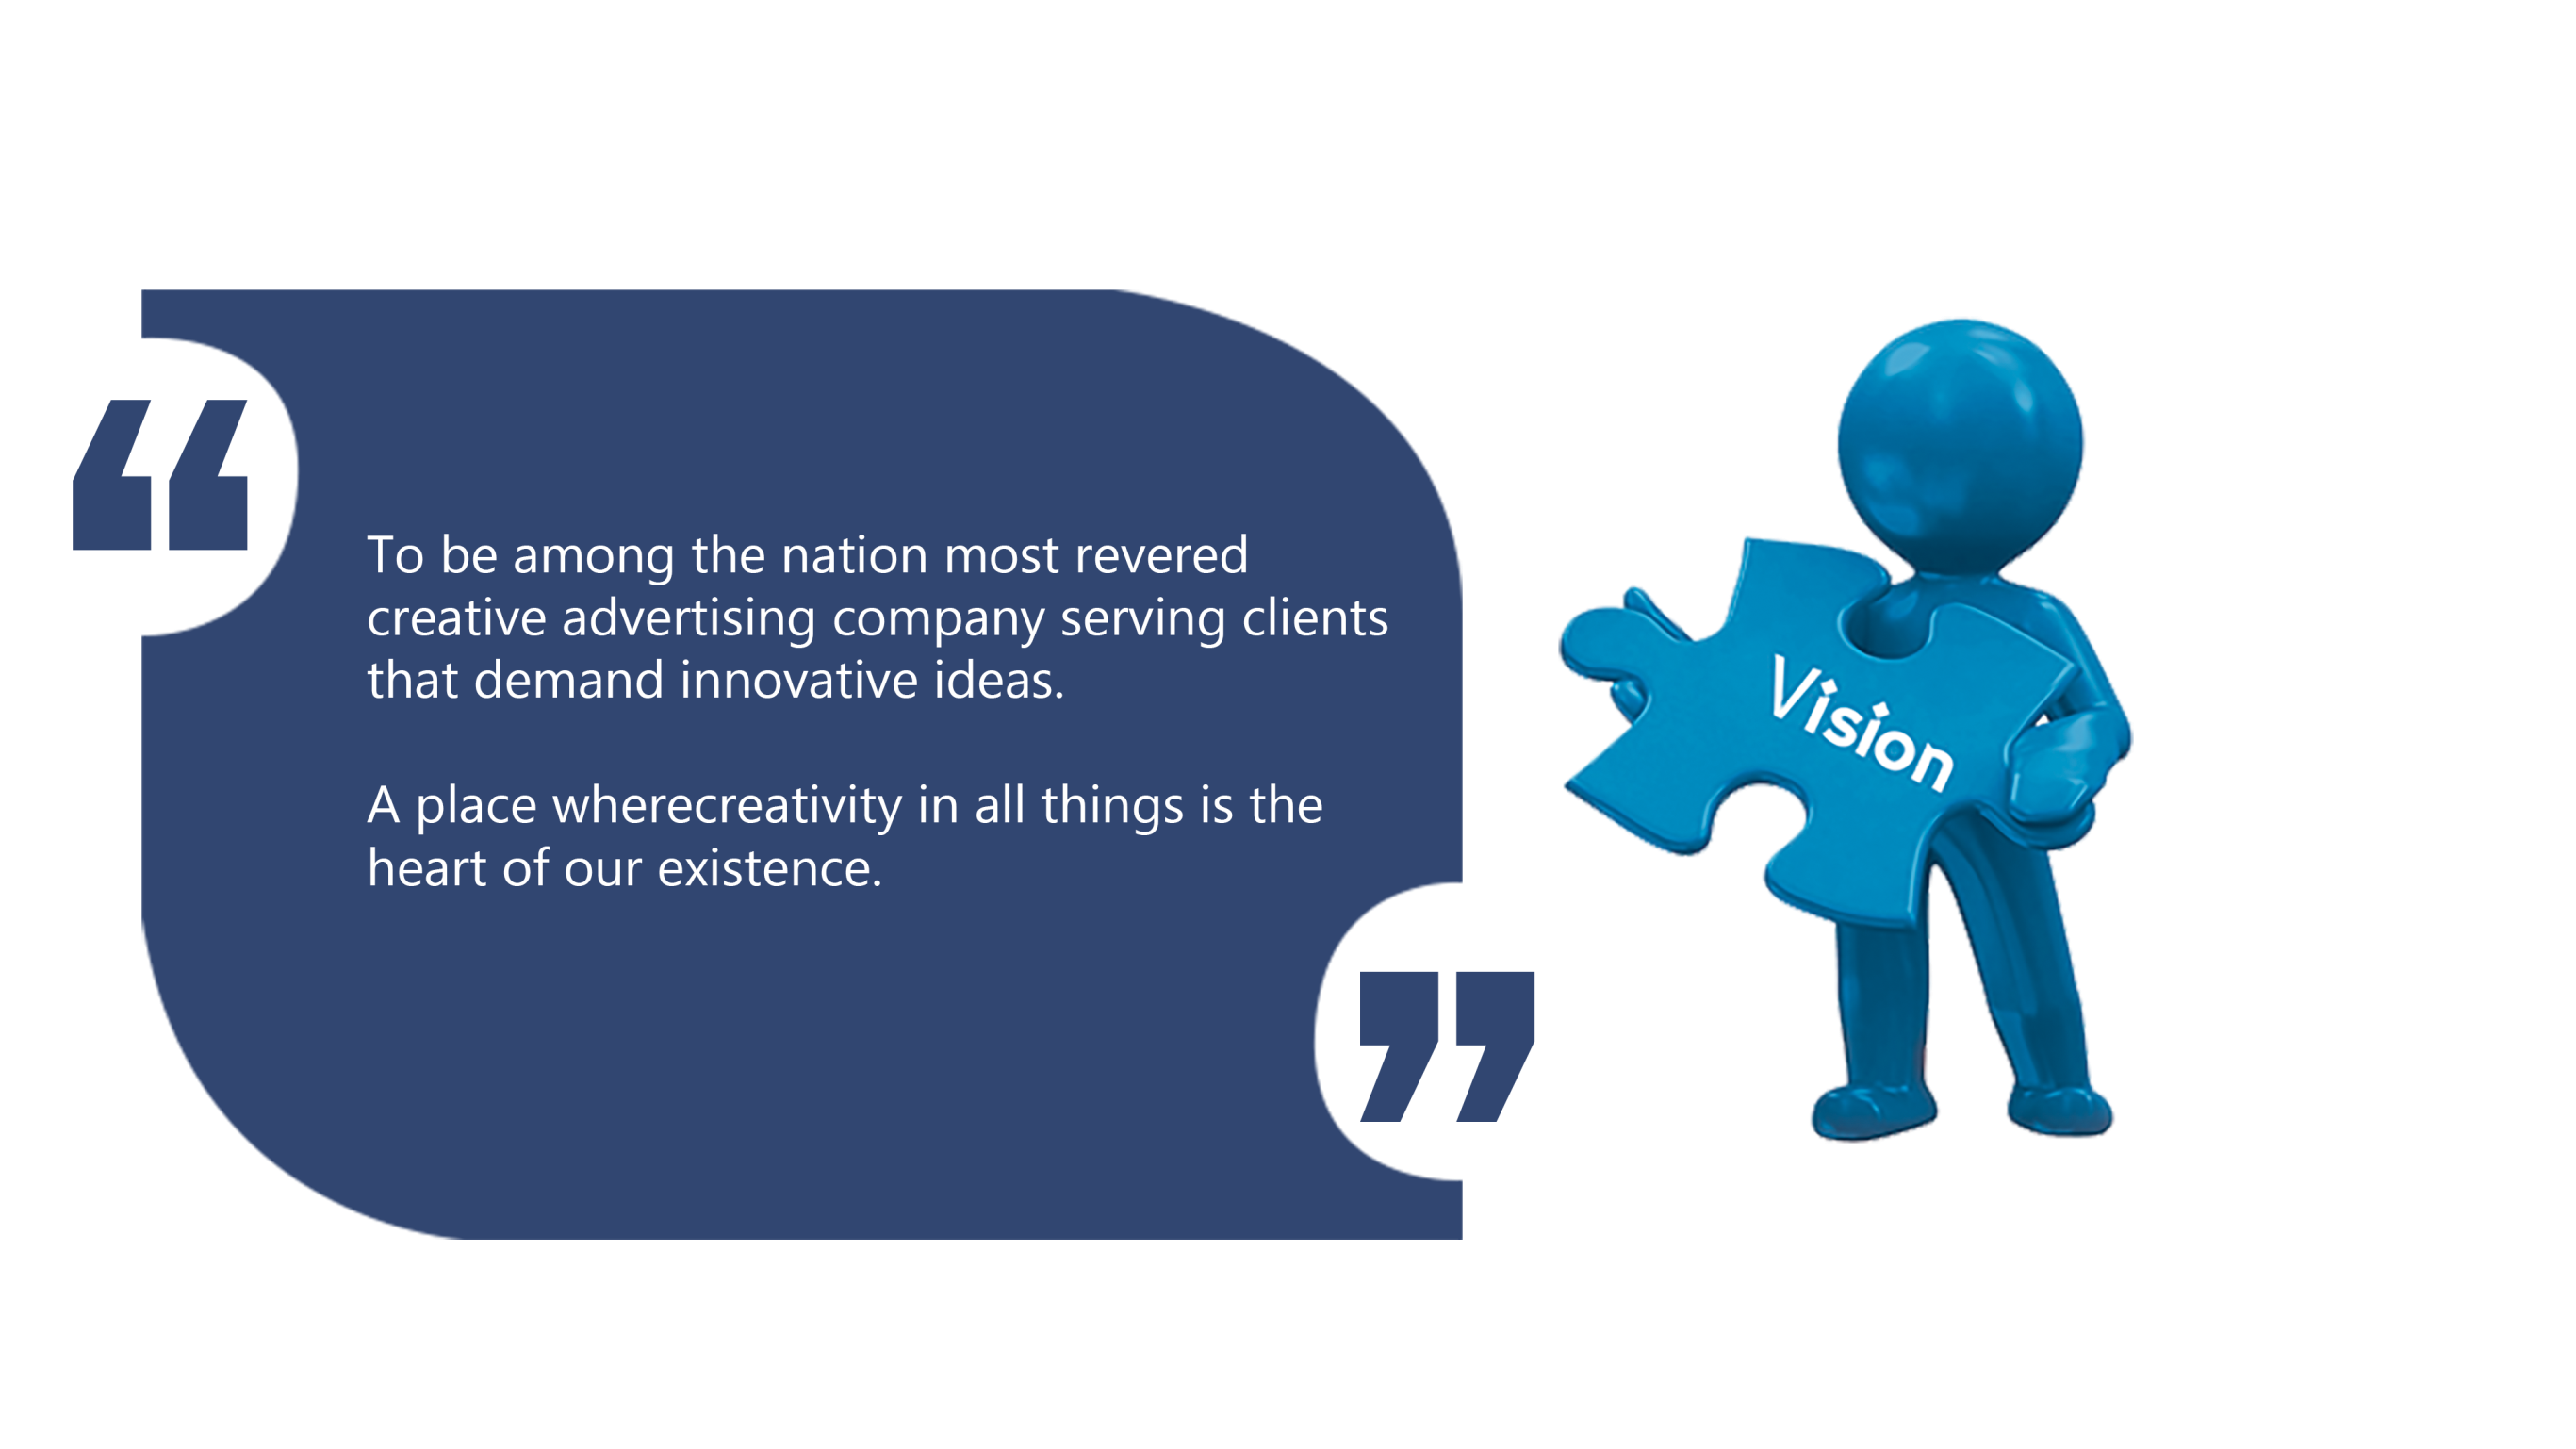 “
To be among the nation most revered
creative advertising company serving clients
that demand innovative ideas.
A place wherecreativity in all things is the
heart of our existence.
”
Vision